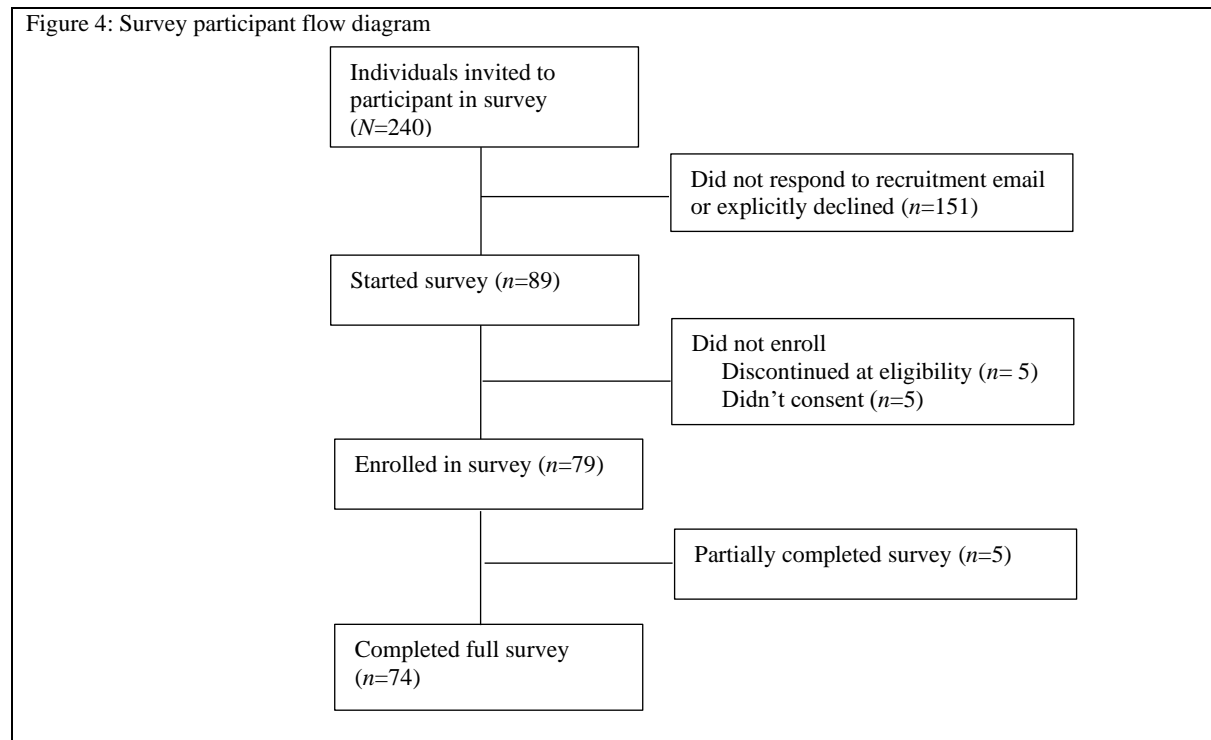 Figure 4: Survey participant flow diagram
Individuals invited to
participant in survey
(N=240)
Did not respond to recruitment email
or explicitly declined (n=151)
Started survey (n=89)
Did not enroll
Discontinued at eligibility (n= 5)
Didn’t consent (n=5)
Enrolled in survey (n=79)
Partially completed survey (n=5)
Completed full survey
(n=74)